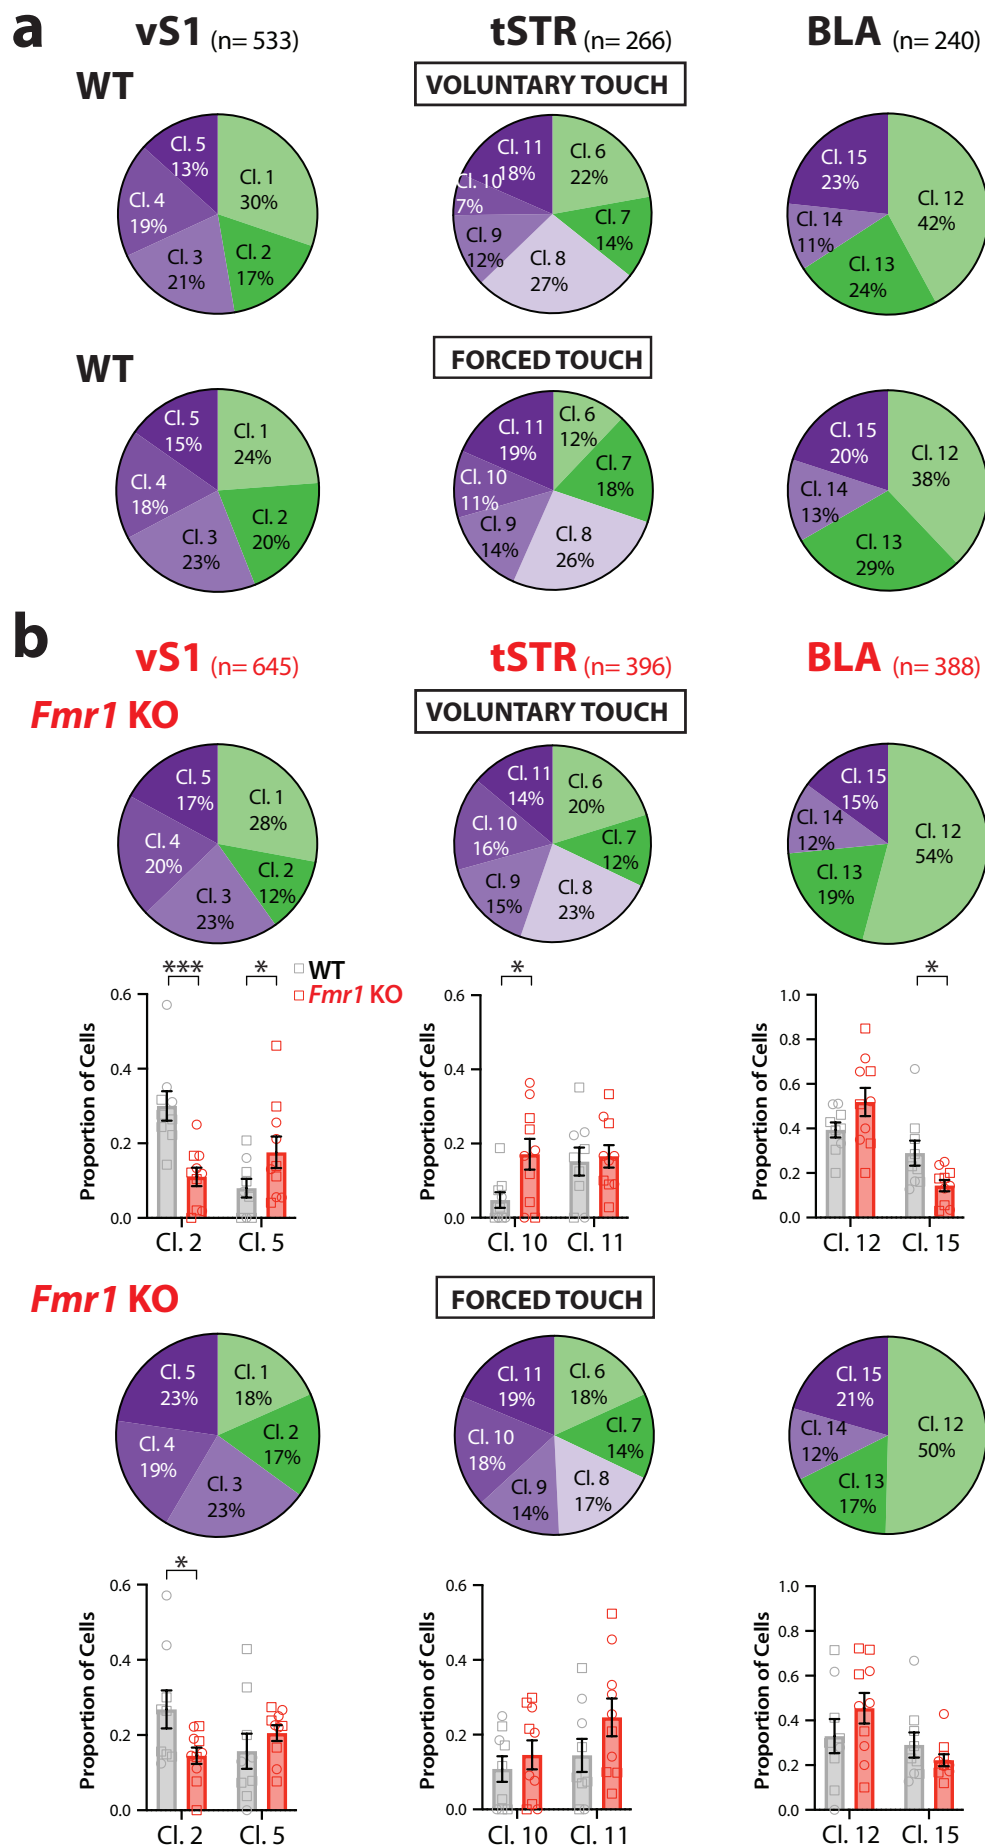 a
vS1 (n= 533)
tSTR (n= 266)
BLA (n= 240)
WT
VOLUNTARY TOUCH
Cl. 5
13%
Cl. 1
30%
Cl. 4
19%
Cl. 3
21%
Cl. 2
17%
Cl. 11
18%
Cl. 6
22%
Cl. 10
7%
Cl. 7
14%
Cl. 9
12%
Cl. 8
27%
Cl. 15
23%
Cl. 12
42%
Cl. 14
11%
Cl. 13
24%
WT
FORCED TOUCH
Cl. 5
15%
Cl. 1
24%
Cl. 4
18%
Cl. 3
23%
Cl. 2
20%
Cl. 11
19%
Cl. 6
12%
Cl. 10
11%
Cl. 7
18%
Cl. 9
14%
Cl. 8
26%
Cl. 15
20%
Cl. 12
38%
Cl. 14
13%
Cl. 13
29%
b
vS1 (n= 645)
tSTR (n= 396)
BLA (n= 388)
Fmr1 KO
VOLUNTARY TOUCH
Cl. 5
17%
Cl. 1
28%
Cl. 4
20%
Cl. 3
23%
Cl. 2
12%
Cl. 11
14%
Cl. 6
20%
Cl. 10
16%
Cl. 7
12%
Cl. 9
15%
Cl. 8
23%
Cl. 15
15%
Cl. 12
54%
Cl. 14
12%
Cl. 13
19%
*** *
WT
Fmr1 KO
Proportion of Cells
0.6
0.4
0.2
0.0
Cl. 2 Cl. 5
*
Proportion of Cells
0.6
0.4
0.2
0.0
Cl. 10 Cl. 11
*
Proportion of Cells
1.0
0.8
0.6
0.4
0.2
0.0
Cl. 12 Cl. 15
Fmr1 KO
FORCED TOUCH
Cl. 5
23%
Cl. 1
18%
Cl. 4
19%
Cl. 3
23%
Cl. 2
17%
Cl. 11
19%
Cl. 6
18%
Cl. 10
18%
Cl. 7
14%
Cl. 9
14%
Cl. 8
17%
Cl. 15
21%
Cl. 12
50%
Cl. 14
12%
Cl. 13
17%
*
Proportion of Cells
0.6
0.4
0.2
0.0
Cl. 2 Cl. 5
Proportion of Cells
0.6
0.4
0.2
0.0
Cl. 10 Cl. 11
Proportion of Cells
1.0
0.8
0.6
0.4
0.2
0.0
Cl. 12 Cl. 15